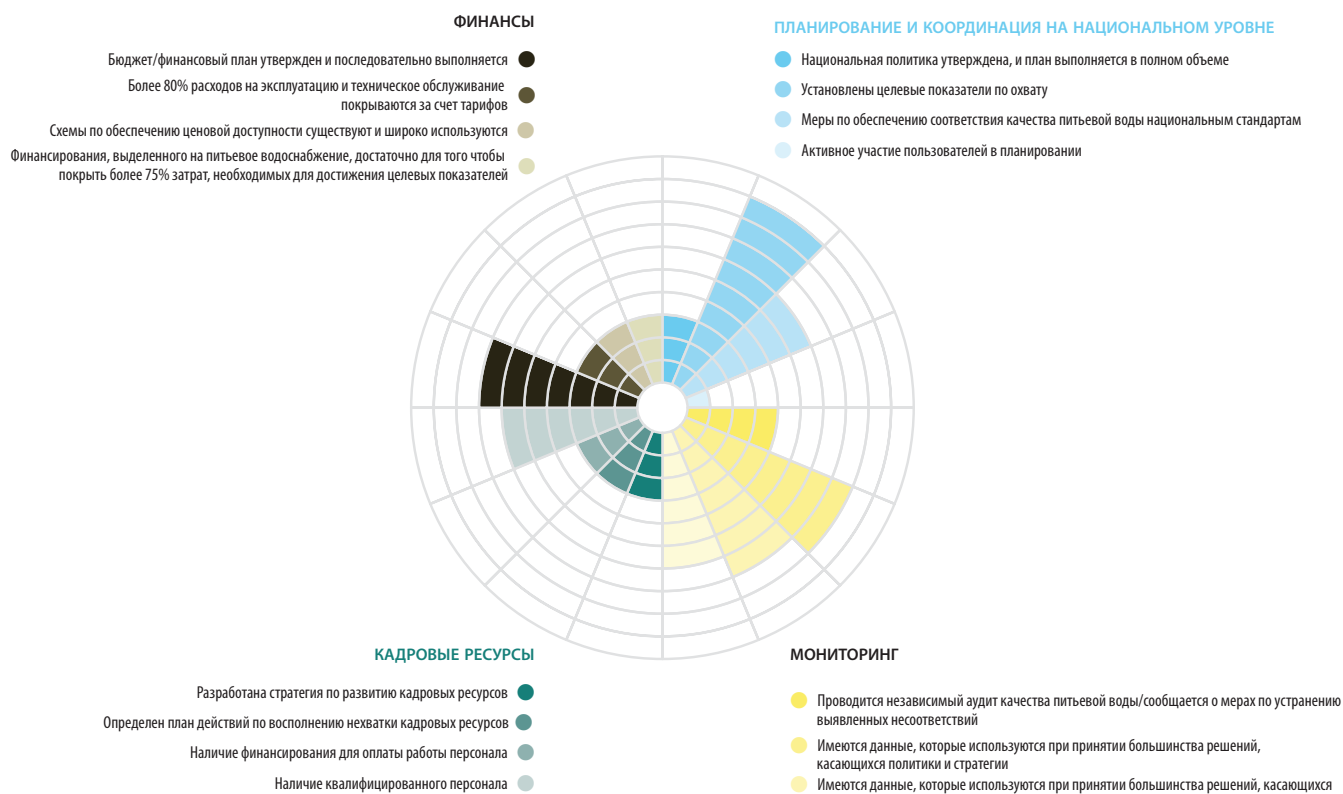 ФИНАНСЫ
Бюджет/финансовый план утвержден и последовательно выполняется
Более 80% расходов на эксплуатацию и техническое обслуживание
покрываются за счет тарифов
Схемы по обеспечению ценовой доступности существуют и широко используются
Финансирования, выделенного на питьевое водоснабжение, достаточно для того чтобы
покрыть более 75% затрат, необходимых для достижения целевых показателей
ПЛАНИРОВАНИЕ И КООРДИНАЦИЯ НА НАЦИОНАЛЬНОМ УРОВНЕ
Национальная политика утверждена, и план выполняется в полном объеме
Установлены целевые показатели по охвату
Меры по обеспечению соответствия качества питьевой воды национальным стандартам
Активное участие пользователей в планировании
КАДРОВЫЕ РЕСУРСЫ
Разработана стратегия по развитию кадровых ресурсов
Определен план действий по восполнению нехватки кадровых ресурсов
Наличие финансирования для оплаты работы персонала
Наличие квалифицированного персонала
МОНИТОРИНГ
Проводится независимый аудит качества питьевой воды/сообщается о мерах по устранению
выявленных несоответствий
Имеются данные, которые используются при принятии большинства решений,
касающихся политики и стратегии
Имеются данные, которые используются при принятии большинства решений, касающихся